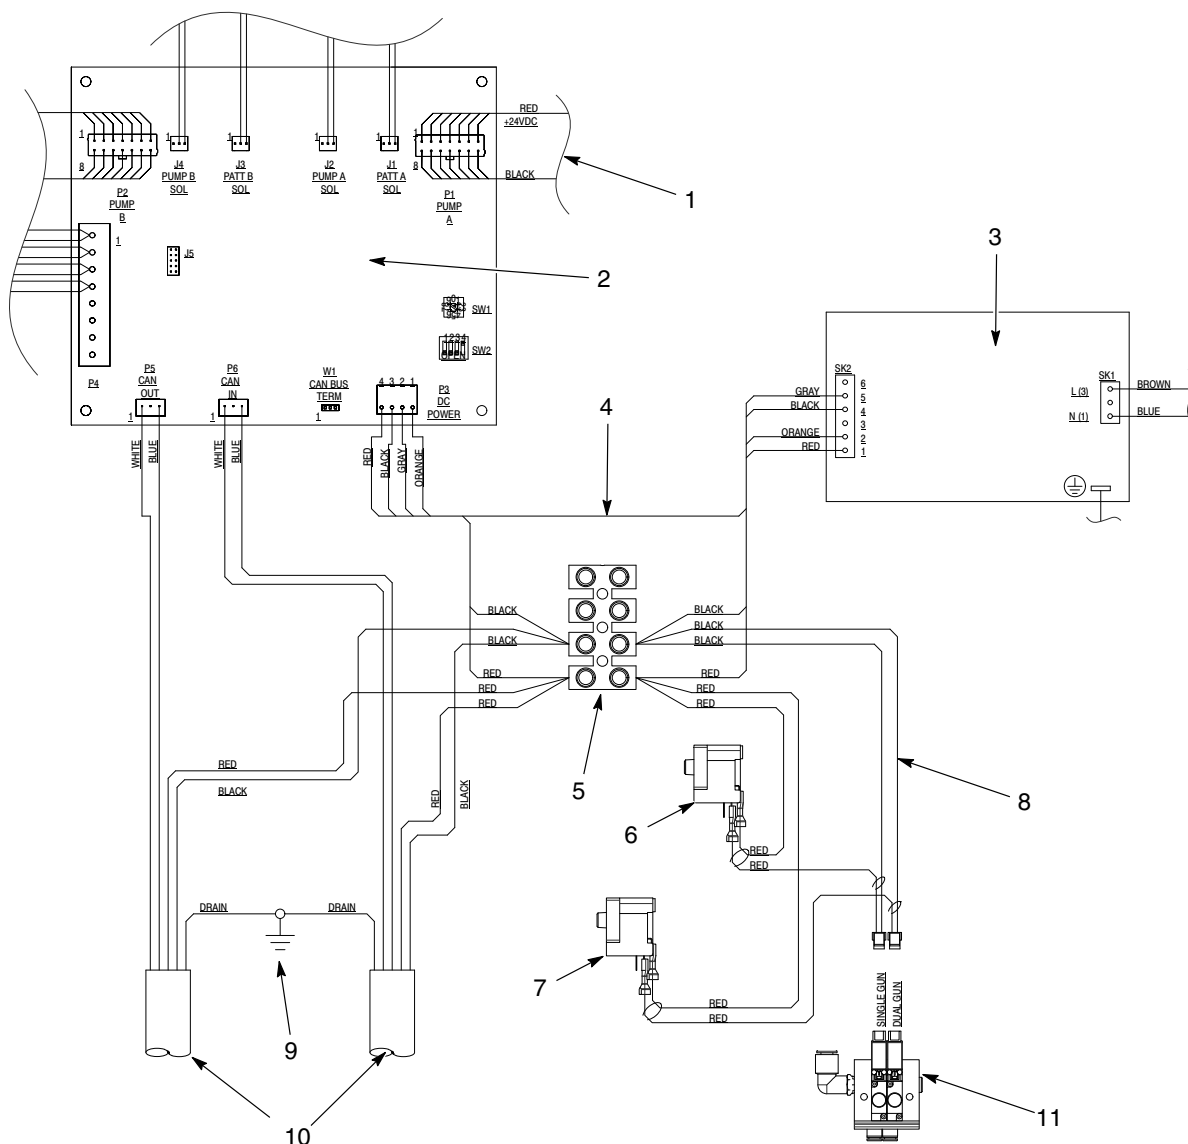 RED
+24VDC
BLACK
1
8
1
8
1
J4
PUMP B
SOL
1
J3
PATT B
SOL
1
J2
PUMP A
SOL
1
J1
PATT A
SOL
P2
PUMP
B
P1
PUMP
A
1
1
J5
2
SW1
1234
OPEN
SW2
3
P4
P5
CAN
OUT
1
P6
CAN
IN
1
W1
CAN BUS
TERM
1
4 3 2 1
P3
DC
POWER
SK2
6
5
4
3
2
1
GRAY
BLACK
ORANGE
RED
SK1
L (3)
N (1)
BROWN
BLUE
WHITE
BLUE
WHITE
BLUE
RED
BLACK
GRAY
ORANGE
4
BLACK
BLACK
RED
RED
RED
BLACK
BLACK
BLACK
RED
RED
RED
5
RED
BLACK
RED
BLACK
6
RED
RED
8
DRAIN
DRAIN
7
RED
RED
9
10
SINGLE GUN
DUAL GUN
11